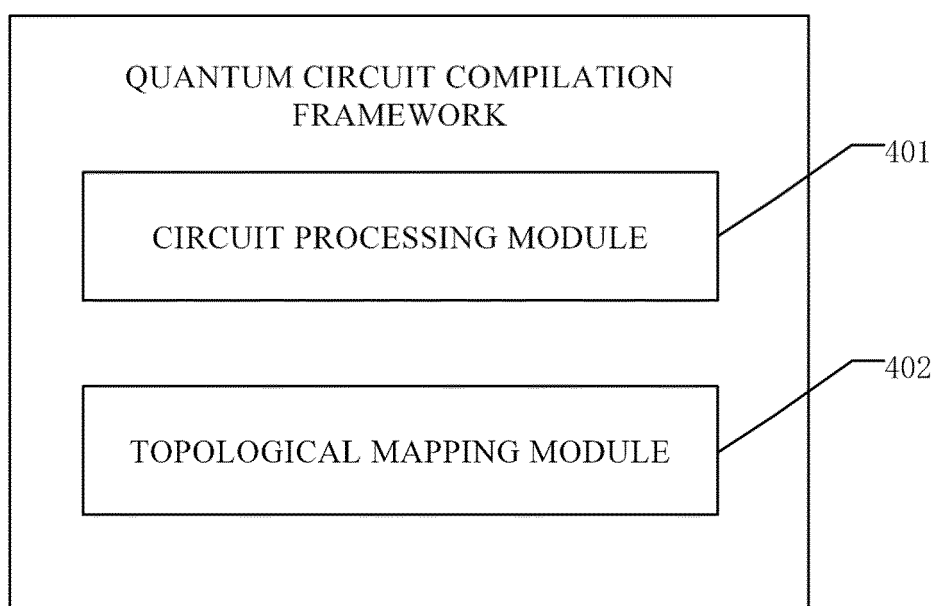 QUANTUM CIRCUIT COMPILATION
FRAMEWORK
401
CIRCUIT PROCESSING MODULE
402
TOPOLOGICAL MAPPING MODULE